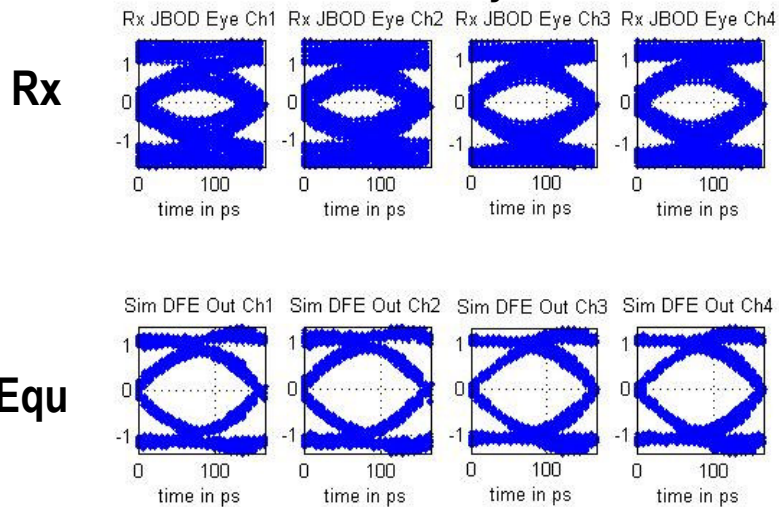 Rx JBOD Eye Ch1 Rx JBOD Eye Ch2 Rx JBOD Eye Ch3 Rx JBOD Eye Ch4
Rx
1 1 1 1
0 0 0 0
-1 -1 -1 -1
0 100 0 100 0 100 0 100
time in ps time in ps time in ps time in ps
Sim DFE Out Ch1 Sim DFE Out Ch2 Sim DFE Out Ch3 Sim DFE Out Ch4
Equ
1 1 1 1
0 0 0 0
-1 -1 -1 -1
0 100 0 100 0 100 0 100
time in ps time in ps time in ps time in ps